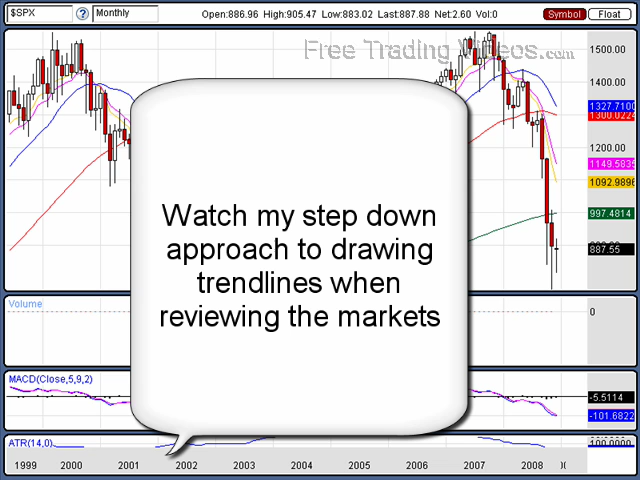 $SPX ? Monthly Open:886.96 High:905.47 Low:883.02 Last:887.88 Net:2.60 Vol:0 Symbol Float
Free Trading Videos.com
1500.00
1400.00
1327.7100
1300.0224
1200.00
1149.5835
1092.9896
997.4814
887.55
Watch my step down
approach to drawing
trendlines when
reviewing the markets
Volume
0
MACD(Close,5,9,2)
-5.5114
-101.6822
ATR(14,0)
100.0000
1999 2000 2001 2002 2003 2004 2005 2006 2007 2008